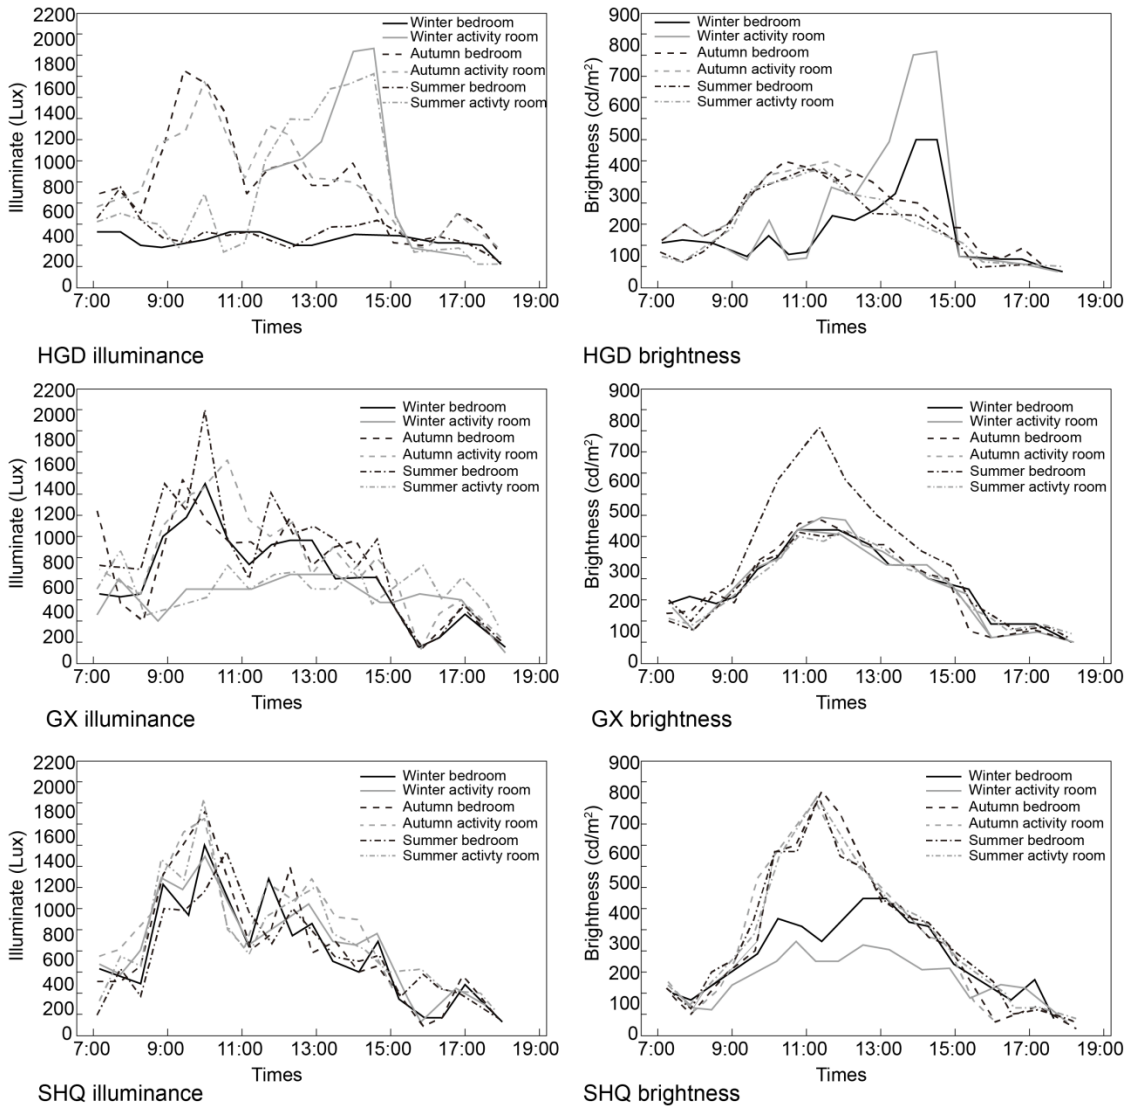 2200
2000
1800
1600
1400
1200
1000
800
600
400
200
0
Illuminate (Lux)
7:00 9:00 11:00 13:00 15:00 17:00 19:00
Times
Winter bedroom
Winter activity room
Autumn bedroom
Autumn activity room
Summer bedroom
Summer activty room
HGD illuminance
900
800
700
600
500
400
300
200
100
0
Brightness (cd/m²)
7:00 9:00 11:00 13:00 15:00 17:00 19:00
Times
Winter bedroom
Winter activity room
Autumn bedroom
Autumn activity room
Summer bedroom
Summer activty room
HGD brightness
2200
2000
1800
1600
1400
1200
1000
800
600
400
200
0
Illuminate (Lux)
7:00 9:00 11:00 13:00 15:00 17:00 19:00
Times
Winter bedroom
Winter activity room
Autumn bedroom
Autumn activity room
Summer bedroom
Summer activty room
GX illuminance
900
800
700
600
500
400
300
200
100
0
Brightness (cd/m²)
7:00 9:00 11:00 13:00 15:00 17:00 19:00
Times
Winter bedroom
Winter activity room
Autumn bedroom
Autumn activity room
Summer bedroom
Summer activty room
GX brightness
2200
2000
1800
1600
1400
1200
1000
800
600
400
200
0
Illuminate (Lux)
7:00 9:00 11:00 13:00 15:00 17:00 19:00
Times
Winter bedroom
Winter activity room
Autumn bedroom
Autumn activity room
Summer bedroom
Summer activty room
SHQ illuminance
900
800
700
600
500
400
300
200
100
0
Brightness (cd/m²)
7:00 9:00 11:00 13:00 15:00 17:00 19:00
Times
Winter bedroom
Winter activity room
Autumn bedroom
Autumn activity room
Summer bedroom
Summer activty room
SHQ brightness